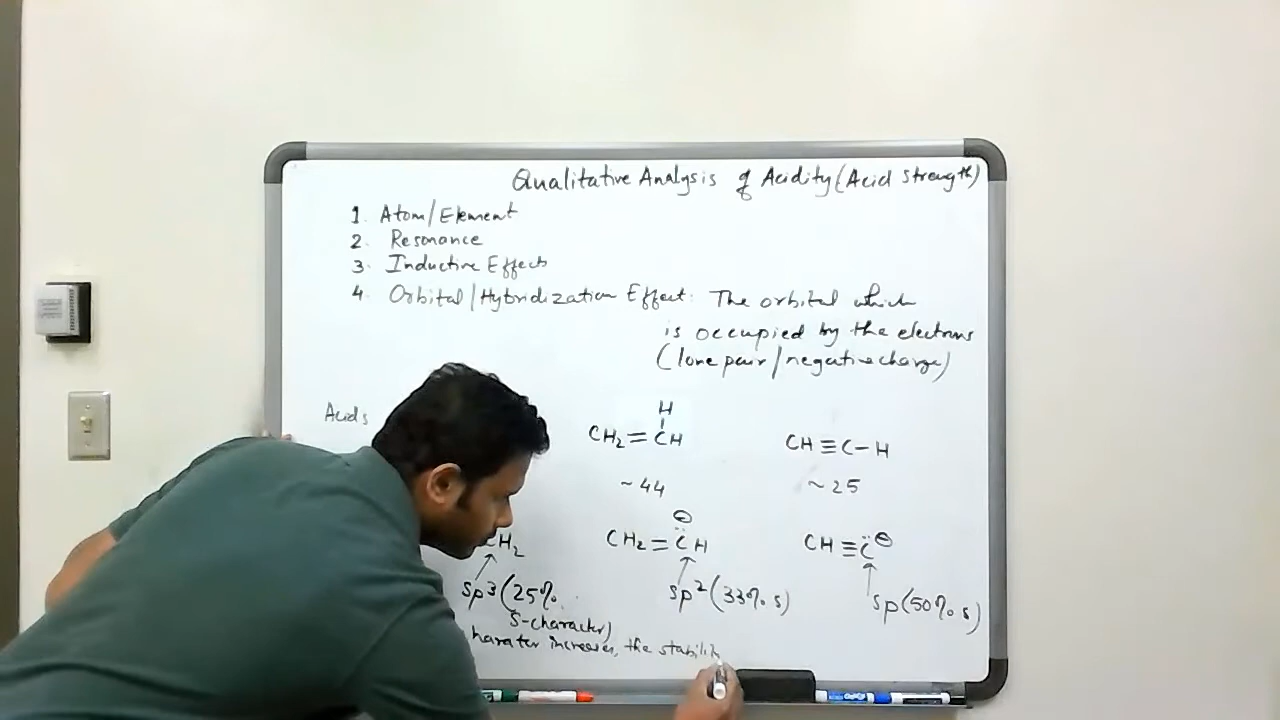 Qualitative Analysis of Acidity (Acid Strength)
1. Atom/Element
2. Resonance
3. Inductive Effects
4. Orbital/Hybridization Effect: The orbital which
is occupied by the electrons
(lone pair/negative charge)
Acids
H
CH2=CH CH≡C-H
~44 ~25
⊖
CH2 CH2=C̈H CH≡C̈⊖
sp3(25% sp2(33% s) sp(50% s)
s-character)
harater increases, the stabilit